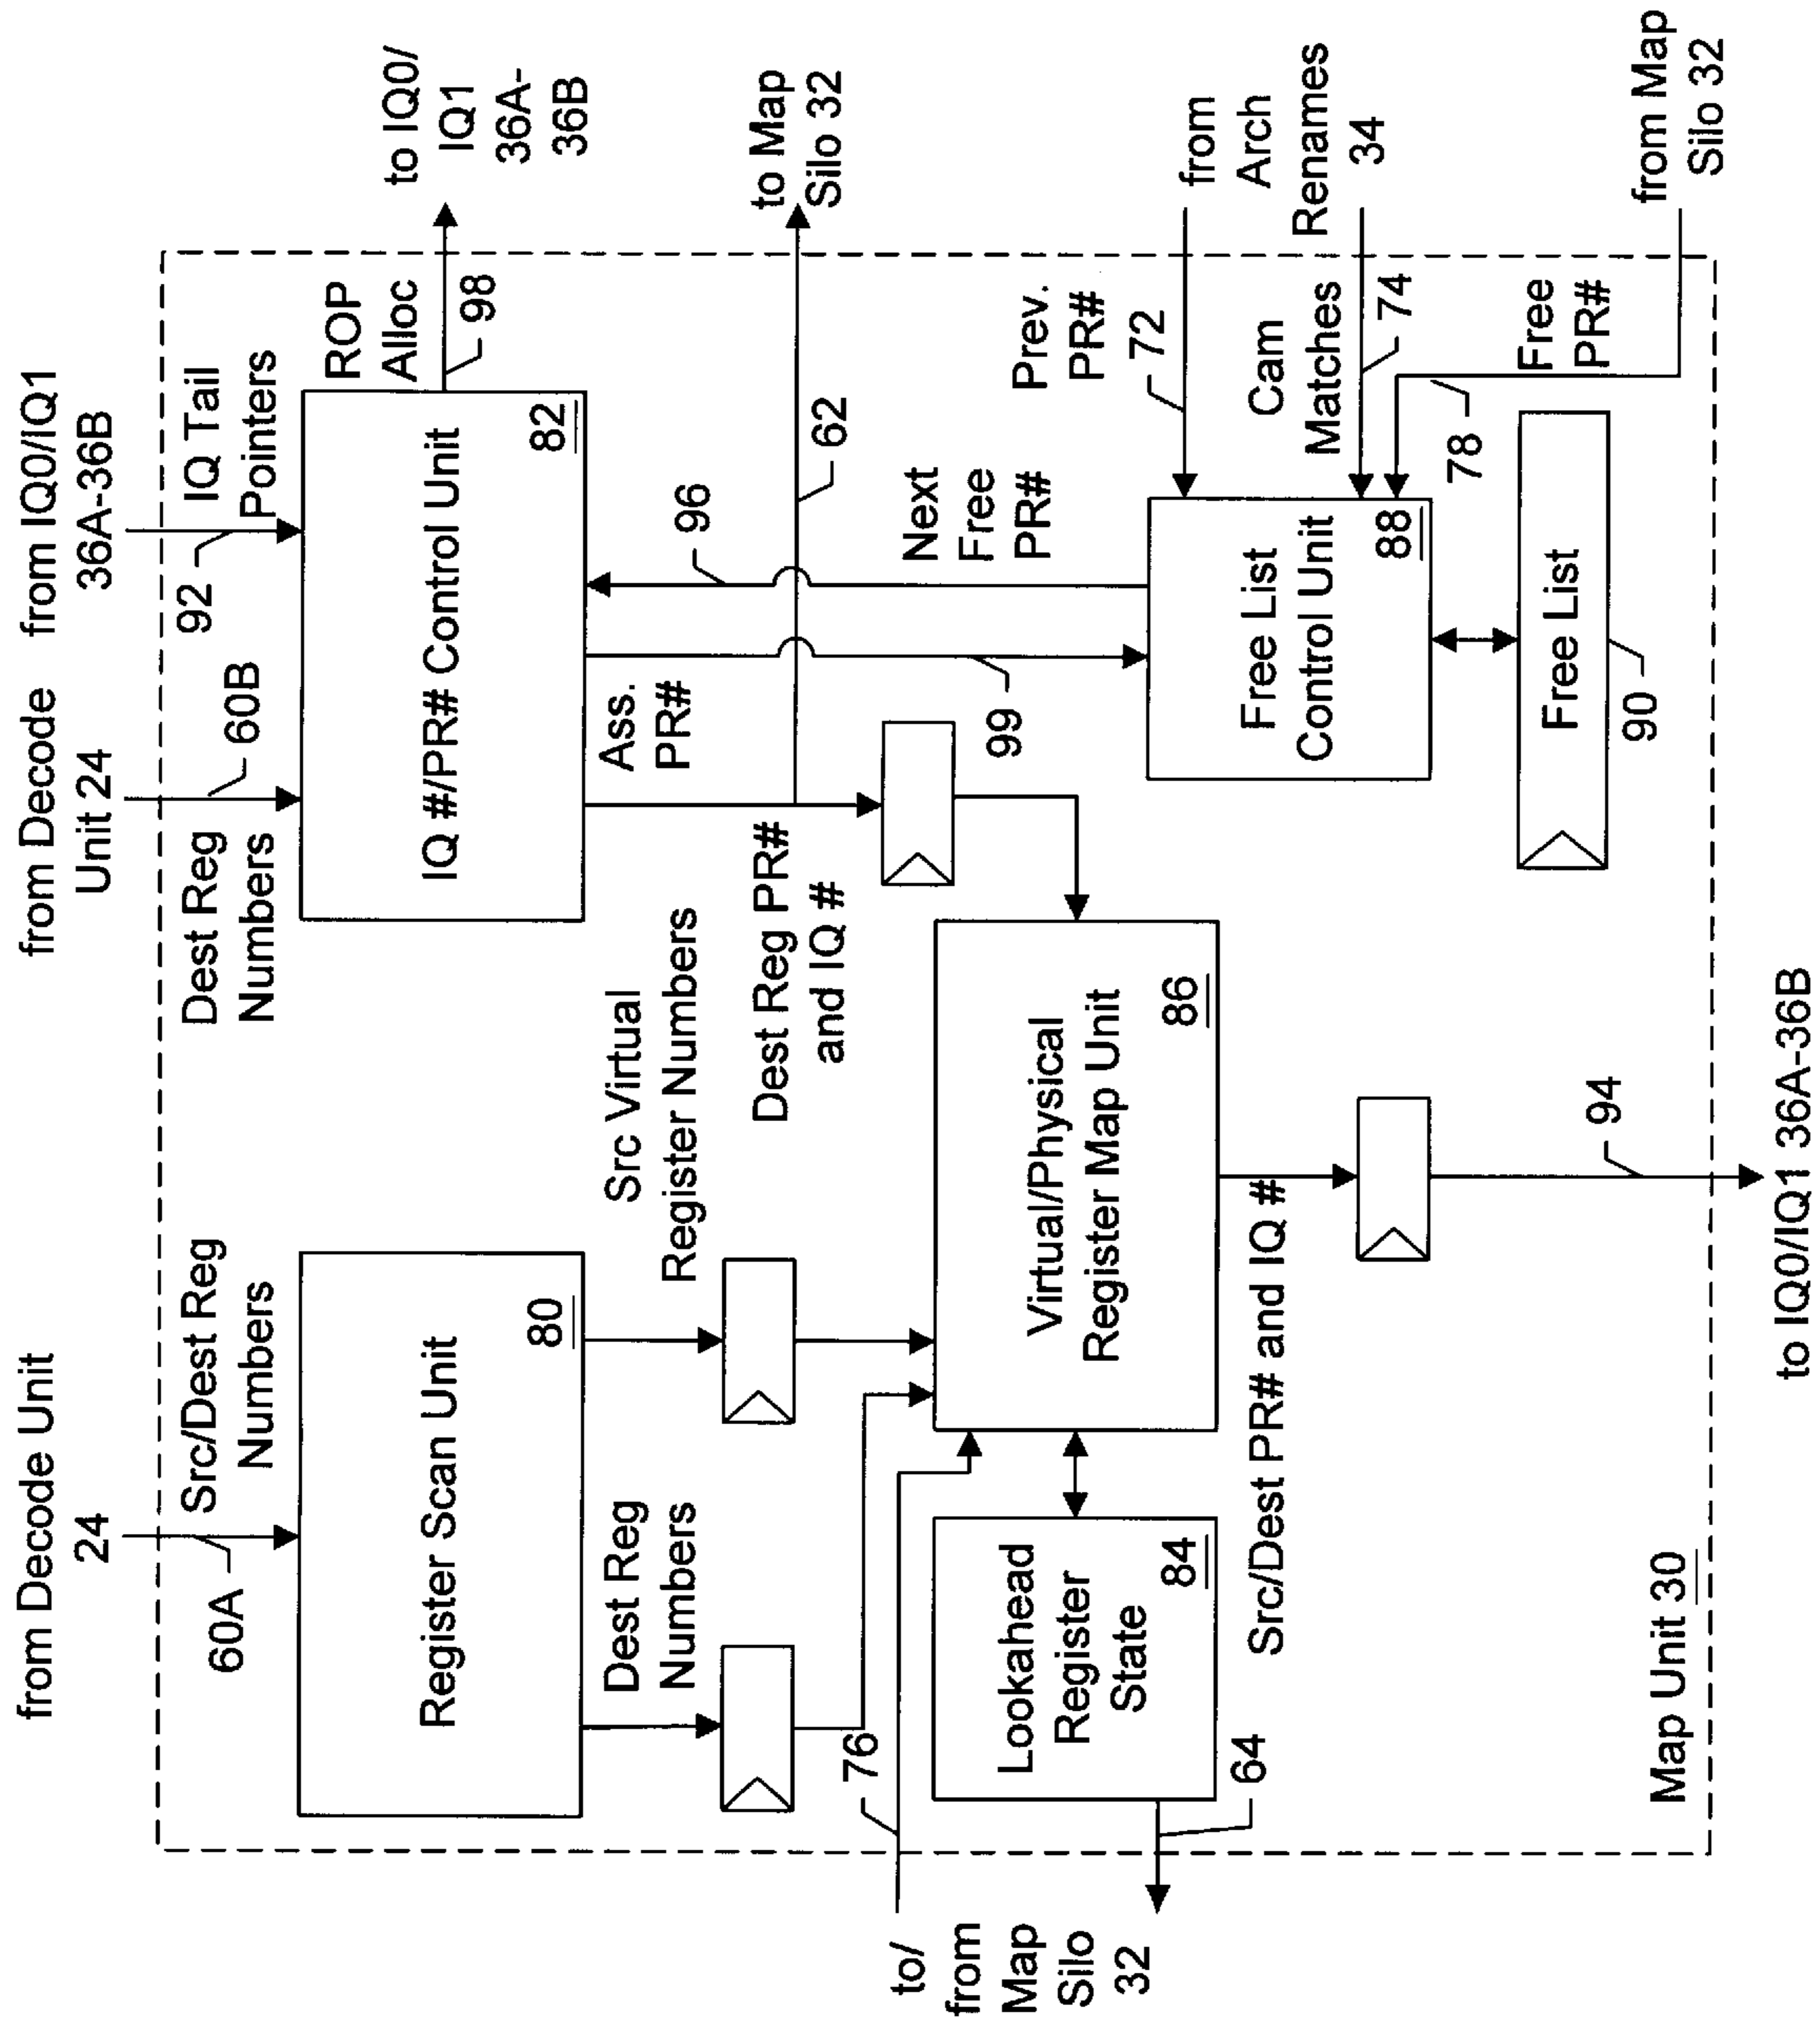 from Decode Unit
24
60A
Src/Dest Reg
Numbers
Register Scan Unit
80
Dest Reg
Numbers
Src Virtual
Register Numbers
from Decode
Unit 24
60B
Dest Reg
Numbers
from IQ0/IQ1
36A-36B
92
IQ Tail
Pointers
IQ #/PR# Control Unit
82
ROP
Alloc
98
to IQ0/
IQ1
36A-
36B
Ass.
PR#
Dest Reg PR#
and IQ #
96
62
to Map
Silo 32
99
Next
Free
PR#
76
to/
from
Map
Silo
32
64
Lookahead
Register
State
84
Virtual/Physical
Register Map Unit
86
Src/Dest PR# and IQ #
94
to IQ0/IQ1 36A-36B
Free List
Control Unit
88
Free List
90
Prev.
PR#
72
Cam
Matches
74
from
Arch
Renames
34
78
Free
PR#
from Map
Silo 32
Map Unit 30